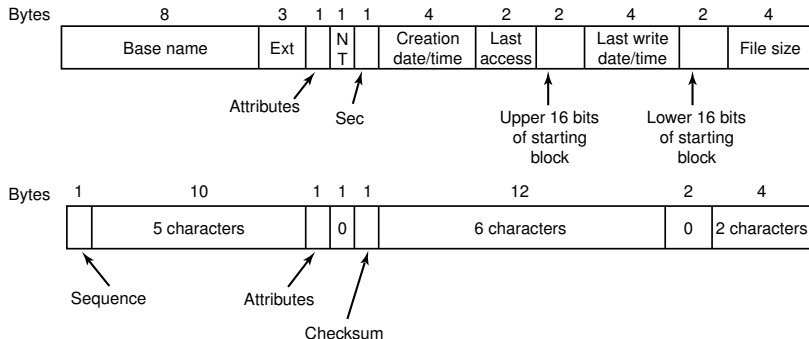 Bytes 8 3 1 1 1 4 2 2 4 2 4
Base name Ext N T Creation date/time Last access Last write date/time File size
Attributes
Sec
Upper 16 bits of starting block
Lower 16 bits of starting block
Bytes 1 10 1 1 1 12 2 4
5 characters 0 6 characters 0 2 characters
Sequence
Attributes
Checksum